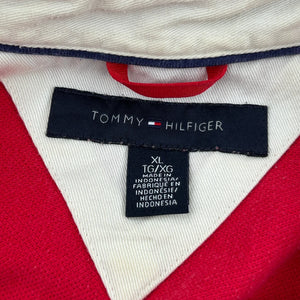 TOMMY HILFIGER
XL
TG/XG
MADE IN
INDONESIA/
FABRIQUÉ EN
INDONÉSIE/
HECHO EN
INDONESIA